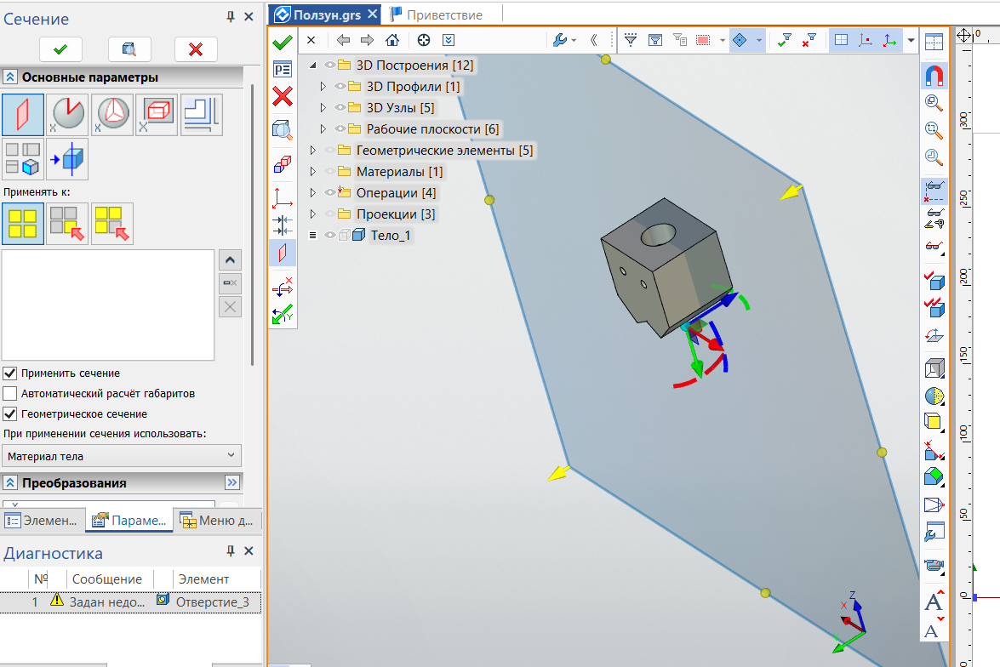 Сечение
Основные параметры
X
X
X
Применять к:
Применить сечение
Автоматический расчёт габаритов
Геометрическое сечение
При применении сечения использовать:
Материал тела
Преобразования
Элемен...
Параме...
Меню д...
Диагностика
№
Сообщение
Элемент
1
Задан недо...
Отверстие_3
Ползун.grs
Приветствие
3D Построения [12]
3D Профили [1]
3D Узлы [5]
Рабочие плоскости [6]
Геометрические элементы [5]
Материалы [1]
Операции [4]
Проекции [3]
Тело_1
Z
X
Y
A
A
0
300
250
200
150
100
50
0